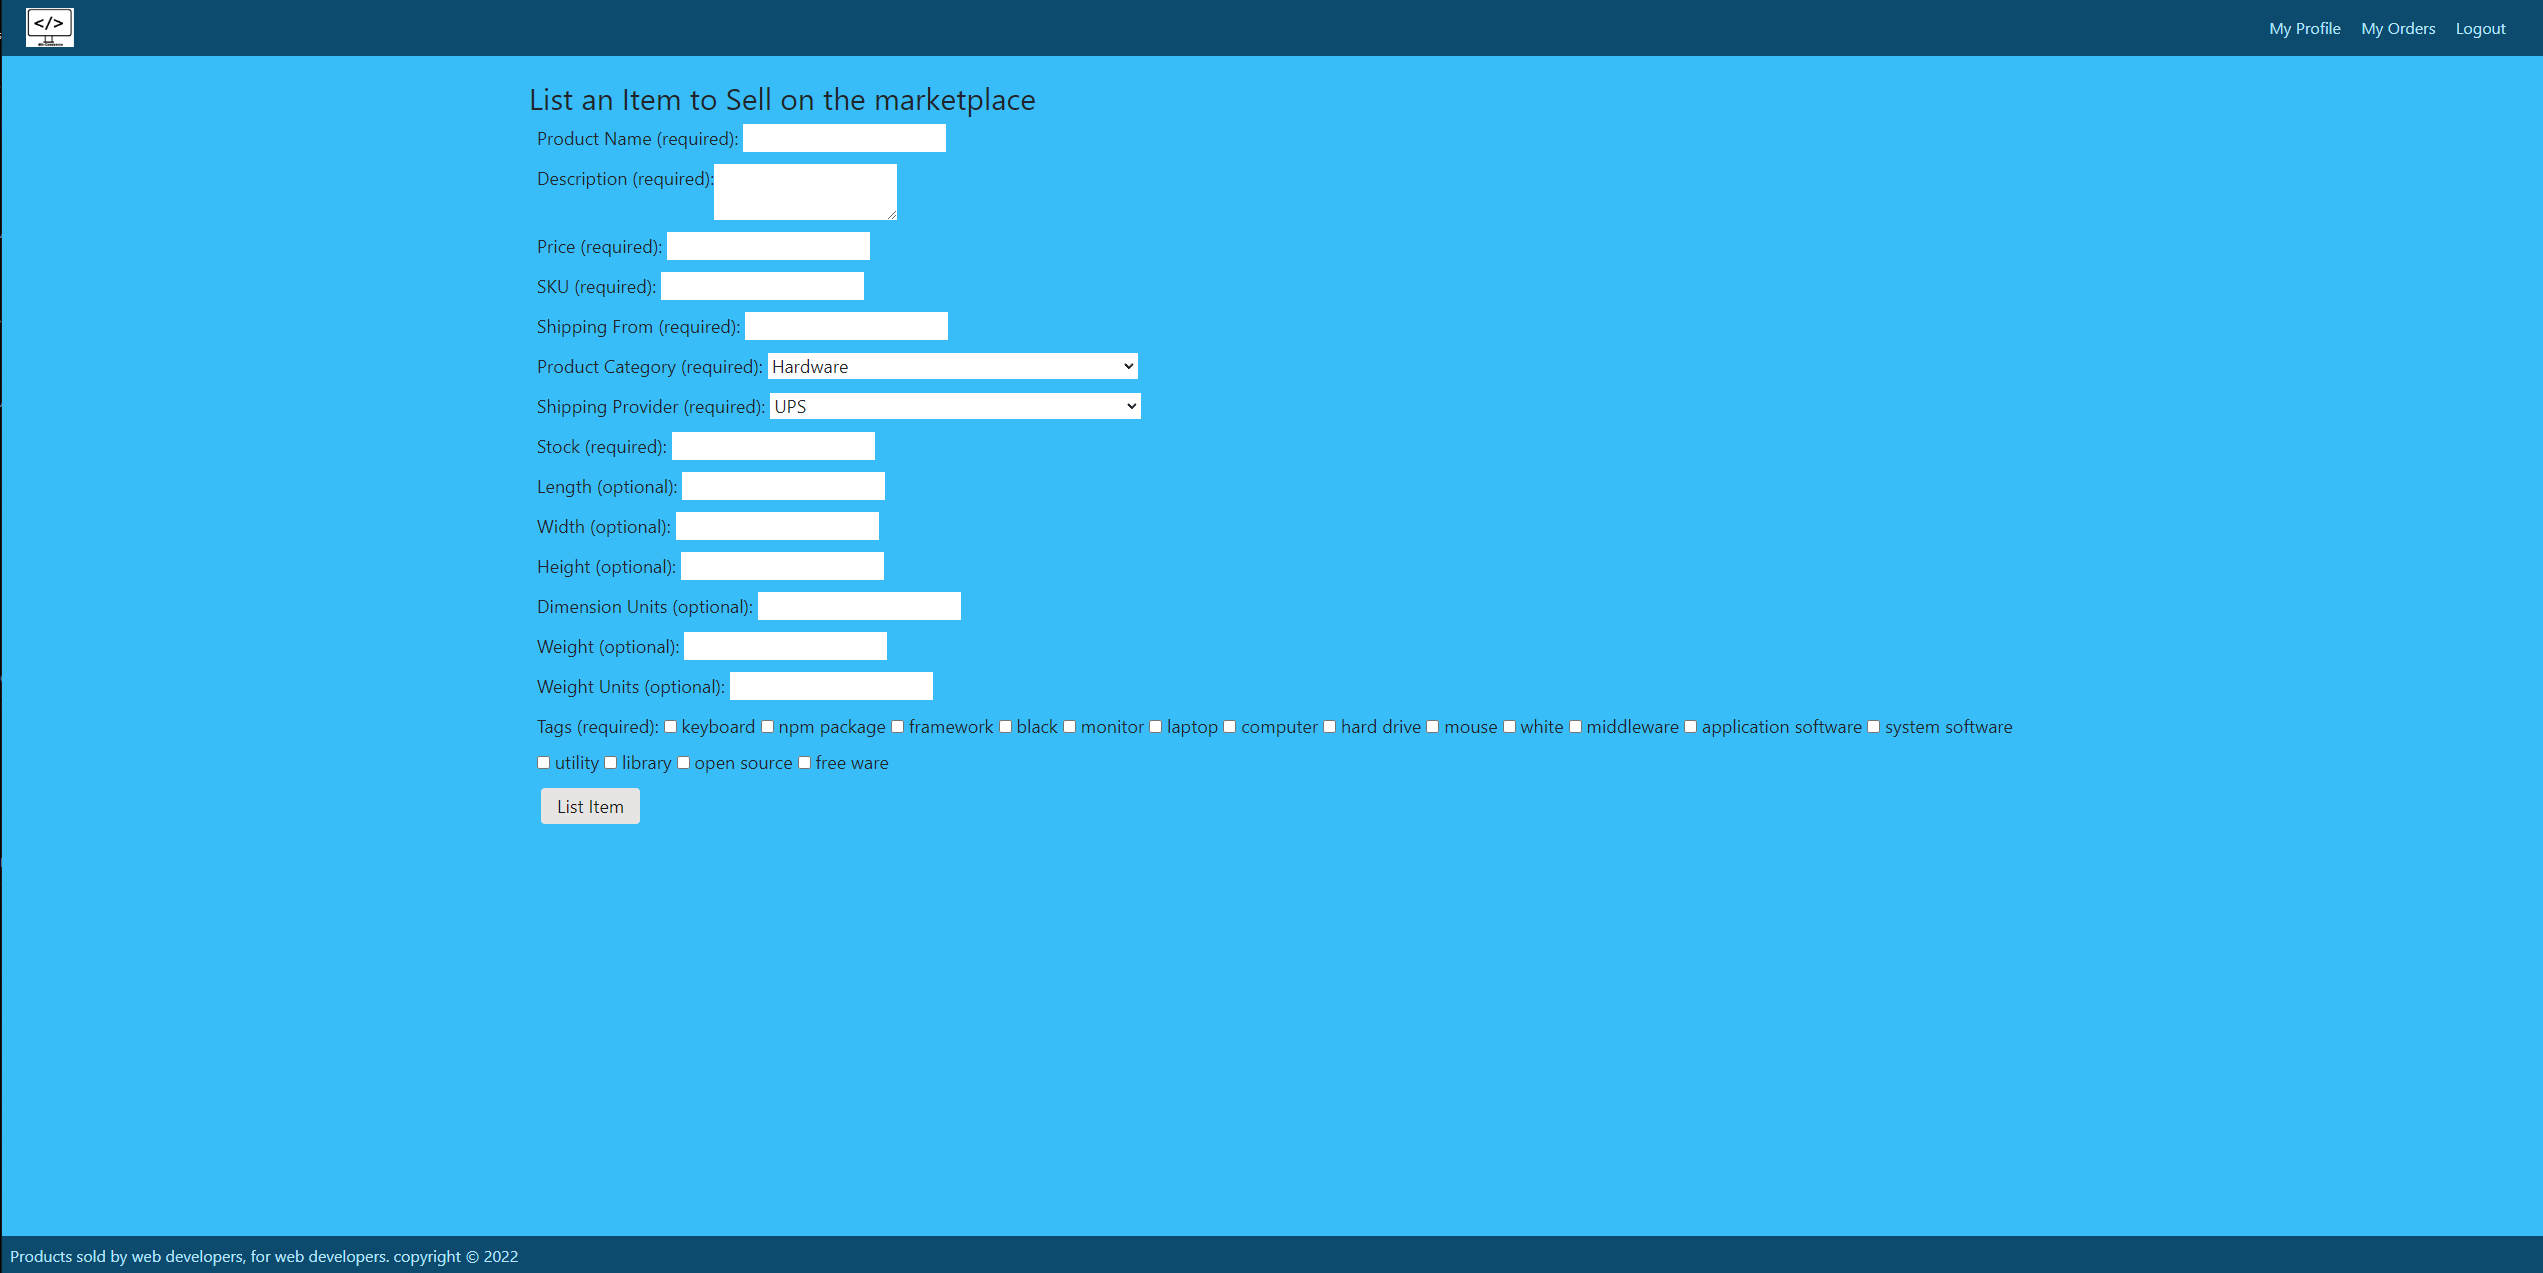 </>
My Profile My Orders Logout
List an Item to Sell on the marketplace
Product Name (required):
Description (required):
Price (required):
SKU (required):
Shipping From (required):
Product Category (required): Hardware
Shipping Provider (required): UPS
Stock (required):
Length (optional):
Width (optional):
Height (optional):
Dimension Units (optional):
Weight (optional):
Weight Units (optional):
Tags (required): keyboard npm package framework black monitor laptop computer hard drive mouse white middleware application software system software
utility library open source free ware
List Item
Products sold by web developers, for web developers. copyright © 2022